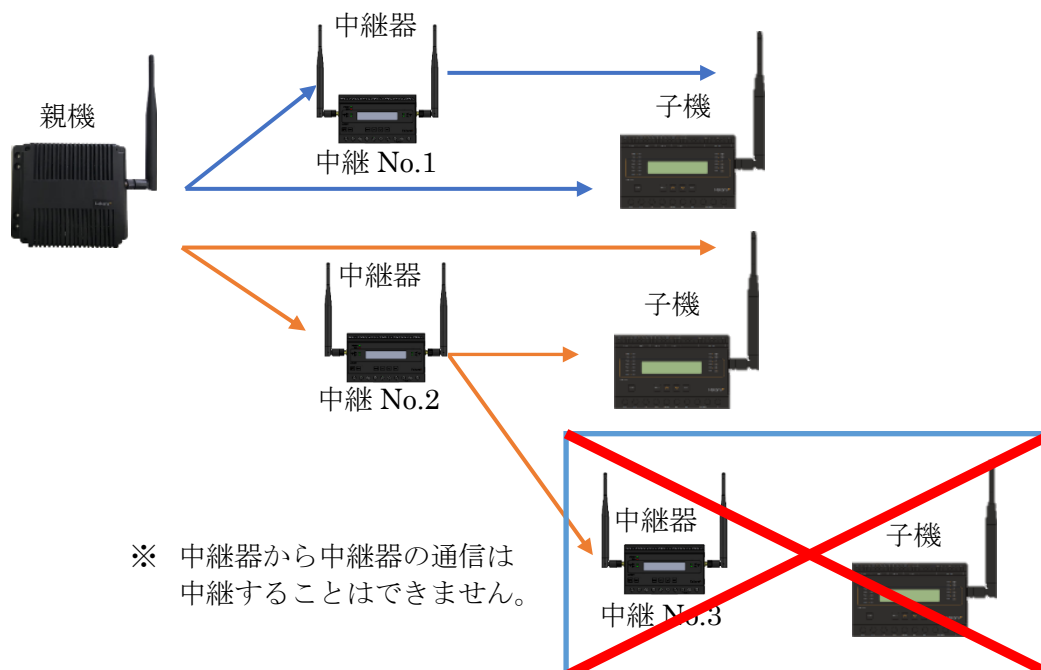 中継器
親機
子機
中継 No.1
中継器
子機
中継 No.2
中継器
子機
※ 中継器から中継器の通信は
中継することはできません。
中継 No.3